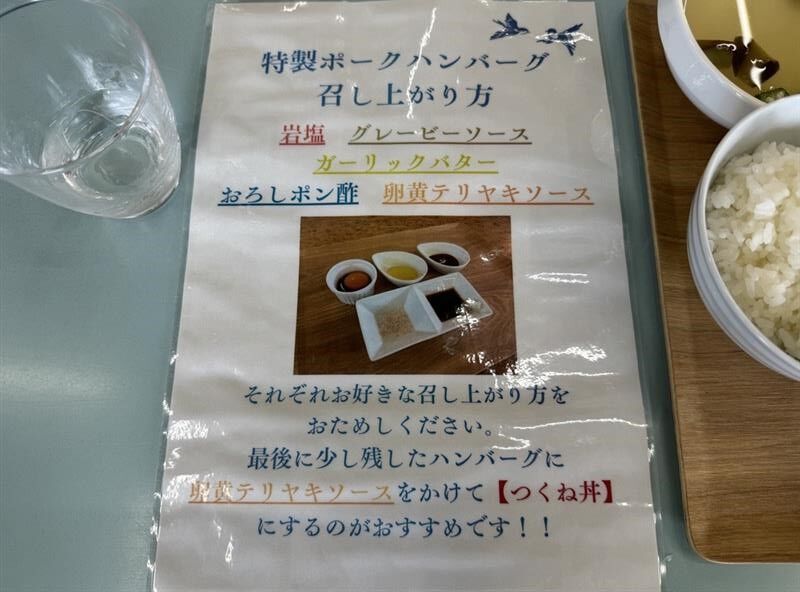 特製ポークハンバーグ
召し上がり方
岩塩　グレービーソース
ガーリックバター
おろしポン酢　卵黄テリヤキソース
それぞれお好きな召し上がり方を
おためしください。
最後に少し残したハンバーグに
卵黄テリヤキソースをかけて【つくね丼】
にするのがおすすめです！！